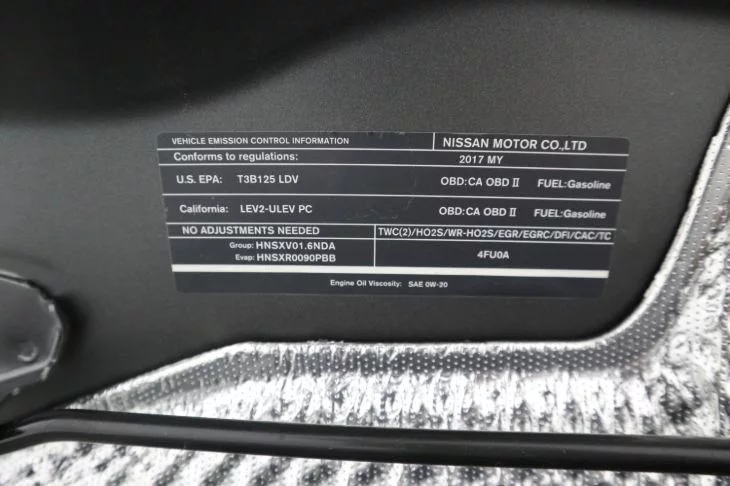 VEHICLE EMISSION CONTROL INFORMATION NISSAN MOTOR CO.,LTD
Conforms to regulations: 2017 MY
U.S. EPA: T3B125 LDV OBD:CA OBD II FUEL:Gasoline
California: LEV2-ULEV PC OBD:CA OBD II FUEL:Gasoline
NO ADJUSTMENTS NEEDED TWC(2)/HO2S/WR-HO2S/EGR/EGRC/DFI/CAC/TC
Group: HNSXV01.6NDA
Evap: HNSXR0090PBB
4FU0A
Engine Oil Viscosity: SAE 0W-20